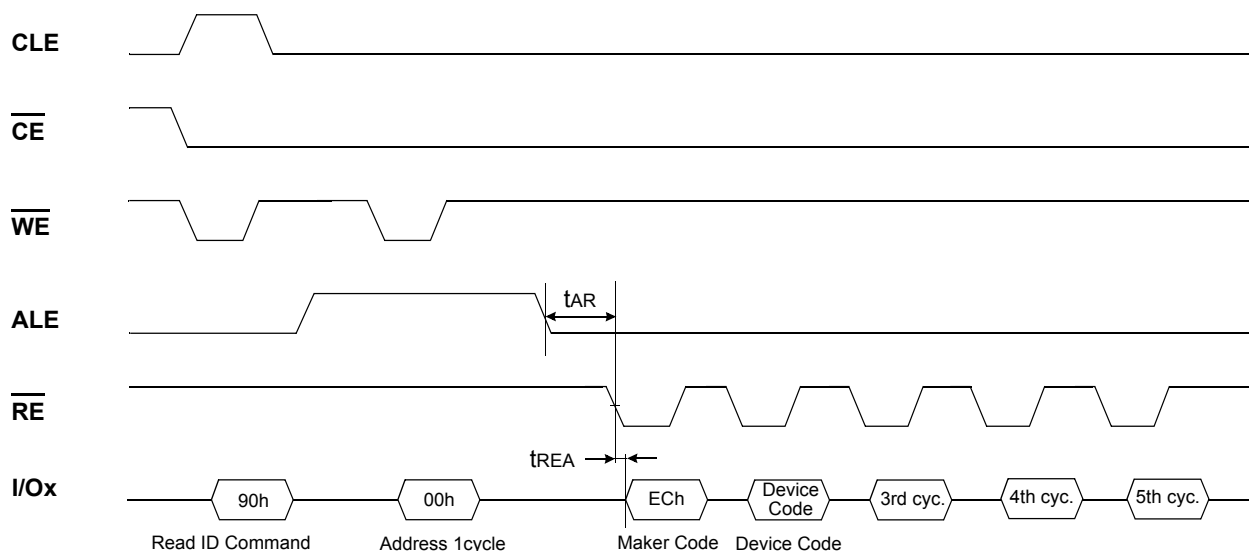 CLE
CE
WE
ALE
tAR
RE
tREA
I/Ox
90h
00h
ECh
Device
Code
3rd cyc.
4th cyc.
5th cyc.
Read ID Command
Address 1cycle
Maker Code
Device Code